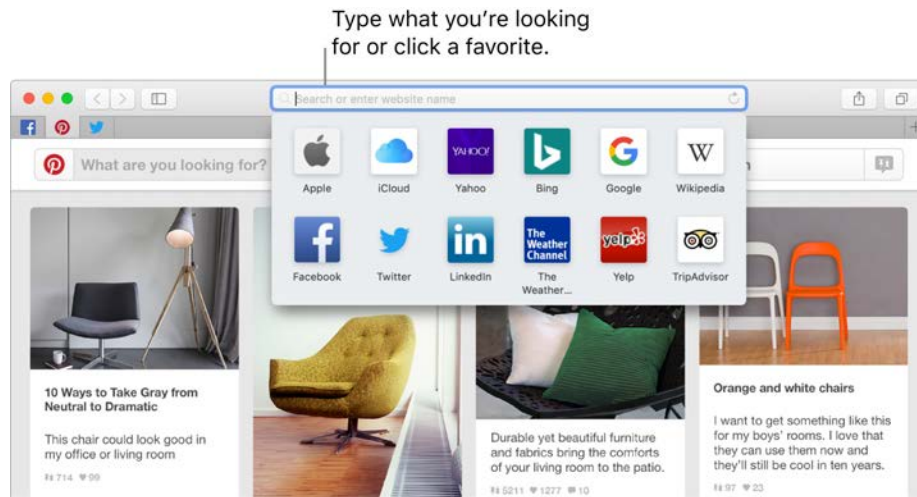 Type what you're looking
for or click a favorite.
Search or enter website name
What are you looking for?
Apple
iCloud
YAHOO!
Yahoo
Bing
Google
W
Wikipedia
Facebook
Twitter
in
LinkedIn
The
Weather
Channel
The
Weather...
yelp
Yelp
TripAdvisor
10 Ways to Take Gray from
Neutral to Dramatic
This chair could look good in
my office or living room
714 99
Durable yet beautiful furniture
and fabrics bring the comforts
of your living room to the patio.
5211 1277 10
Orange and white chairs
I want to get something like this
for my boys' rooms. I love that
they can use them now and
they'll still be cool in ten years.
97 23